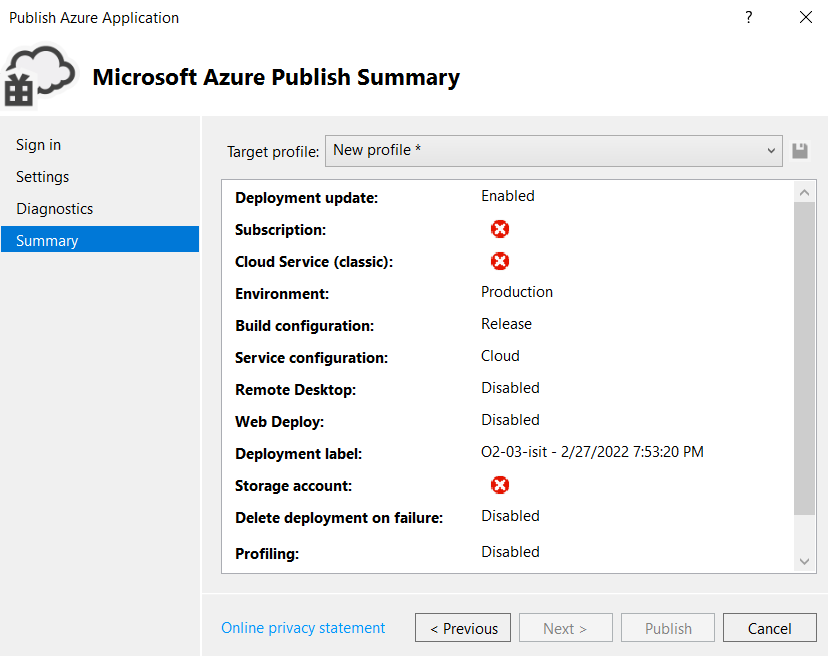 Publish Azure Application
?
Microsoft Azure Publish Summary
Sign in
Settings
Diagnostics
Summary
Target profile: New profile *
Deployment update: Enabled
Subscription:
Cloud Service (classic):
Environment: Production
Build configuration: Release
Service configuration: Cloud
Remote Desktop: Disabled
Web Deploy: Disabled
Deployment label: O2-03-isit - 2/27/2022 7:53:20 PM
Storage account:
Delete deployment on failure: Disabled
Profiling: Disabled
Online privacy statement < Previous Next > Publish Cancel